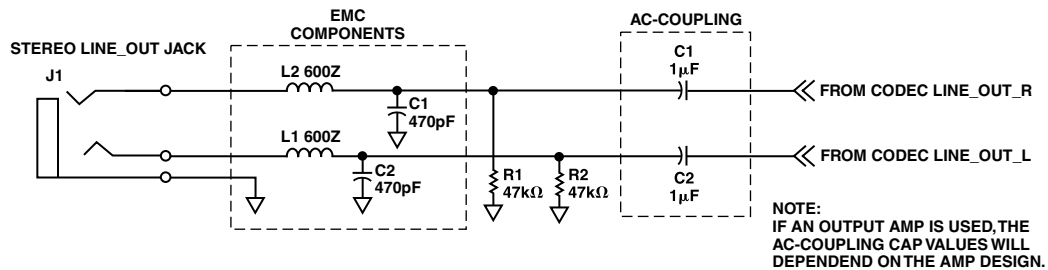 EMC
COMPONENTS
AC-COUPLING
STEREO LINE_OUT JACK
J1
L2 600Z
C1
470pF
C1
1µF
FROM CODEC LINE_OUT_R
L1 600Z
C2
470pF
R1
47kΩ
R2
47kΩ
C2
1µF
FROM CODEC LINE_OUT_L
NOTE:
IF AN OUTPUT AMP IS USED, THE
AC-COUPLING CAP VALUES WILL
DEPENDEND ON THE AMP DESIGN.